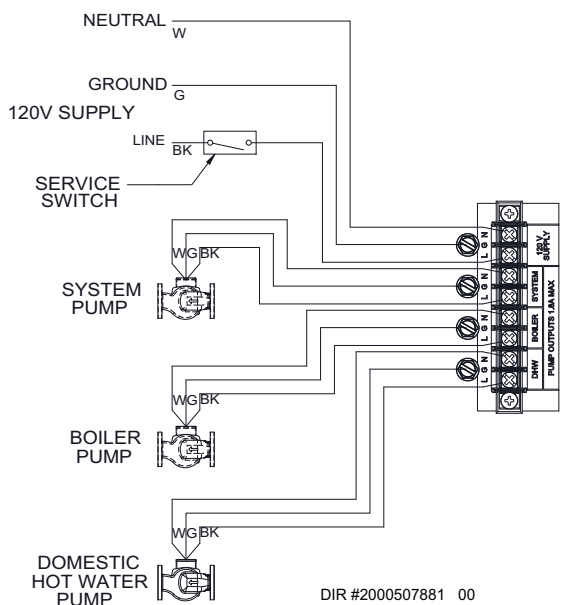 NEUTRAL
W
GROUND
G
120V SUPPLY
LINE
BK
SERVICE
SWITCH
WG BK
SYSTEM
PUMP
WG BK
BOILER
PUMP
WG BK
DOMESTIC
HOT WATER
PUMP
L G N
120 V
SUPPLY
L G N
SYSTEM
L G N
BOILER
L G N
DHW
PUMP OUTPUTS 1.8A MAX
DIR #2000507881 00